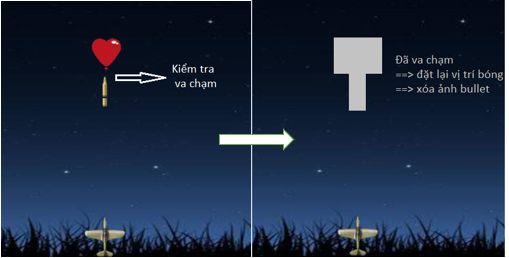 Kiểm tra
va chạm
Đã va chạm
==> đặt lại vị trí bóng
==> xóa ảnh bullet